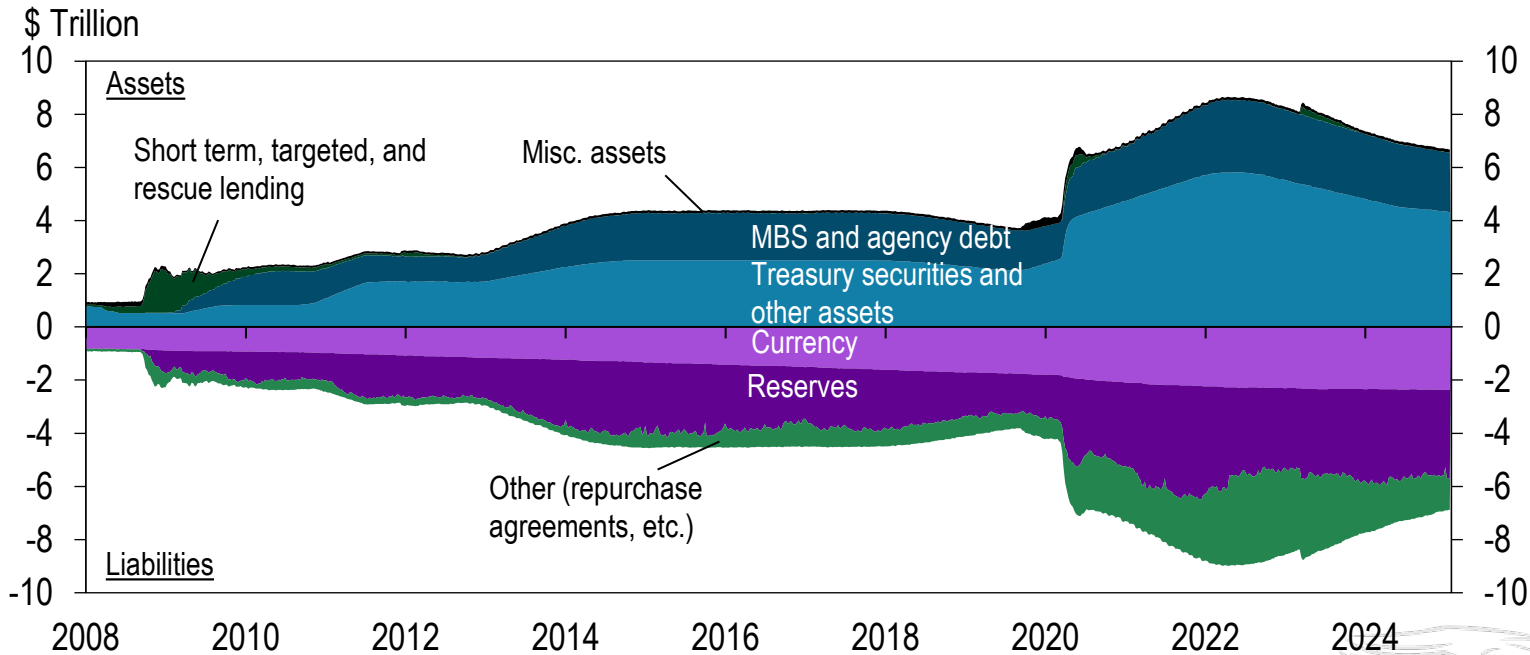 $ Trillion
10
8
6
4
2
0
-2
-4
-6
-8
-10
Assets
Short term, targeted, and
rescue lending
Misc. assets
MBS and agency debt
Treasury securities and
other assets
Currency
Reserves
Other (repurchase
agreements, etc.)
Liabilities
10
8
6
4
2
0
-2
-4
-6
-8
-10
2008 2010 2012 2014 2016 2018 2020 2022 2024